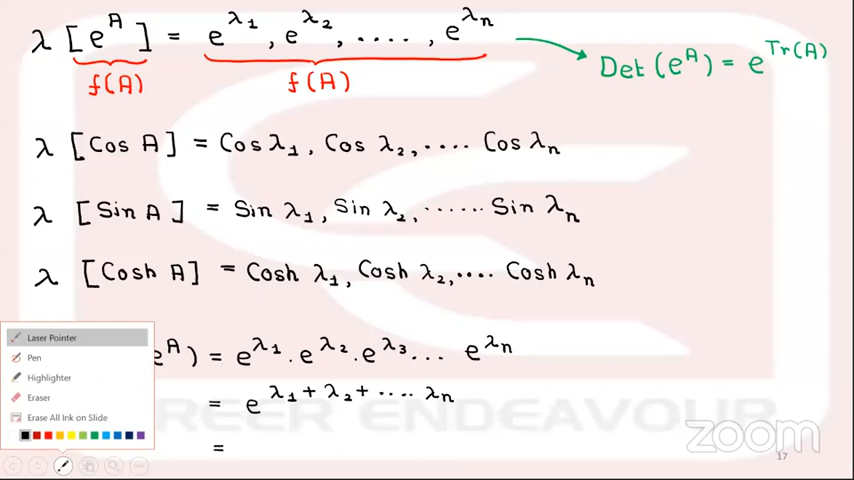 λ [e^A] = e^λ₁, e^λ₂, ...., e^λₙ
f(A) f(A)
Det (e^A) = e^Tr(A)
λ [Cos A] = Cos λ₁, Cos λ₂, .... Cos λₙ
λ [Sin A] = Sin λ₁, Sin λ₂, ...... Sin λₙ
λ [Cosh A] = Cosh λ₁, Cosh λ₂, .... Cosh λₙ
Laser Pointer
Pen
Highlighter
Eraser
Erase All Ink on Slide
e^A) = e^λ₁ . e^λ₂ . e^λ₃ ... e^λₙ
= e^λ₁ + λ₂ + .... λₙ
=
REER ENDEAVOUR
zoom
17